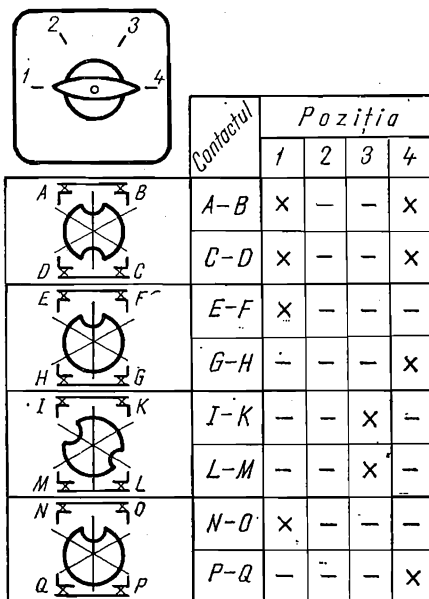 2 3
1 4
Contactul Poziția
1 2 3 4
A B
D C
A-B × – – ×
C-D × – – ×
E F
H G
E-F × – – –
G-H – – – ×
I K
M L
I-K – – × –
L-M – – × –
N O
Q P
N-O × – – –
P-Q – – – ×